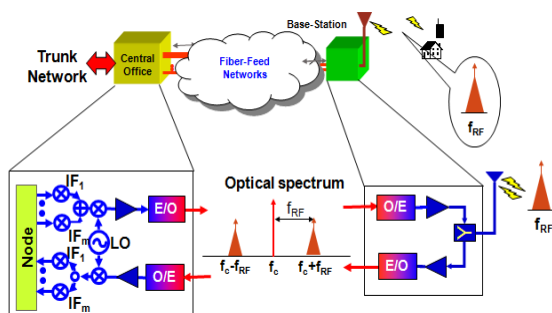 Base-Station
Trunk
Network
Central
Office
Fiber-Feed
Networks
fRF
IF1
Optical spectrum
E/O
O/E
fRF
Node
IFm
LO
fRF
IF1
IFm
O/E
E/O
fc-fRF
fc
fc+fRF